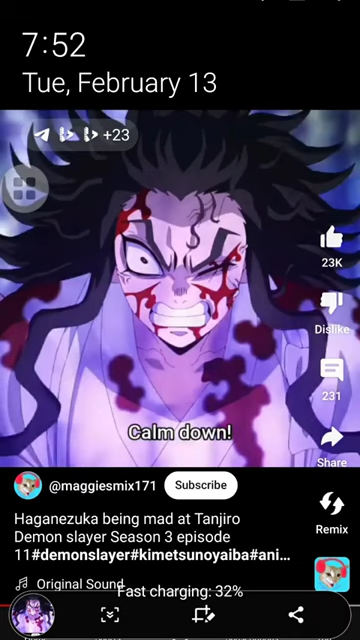 7:52
Tue, February 13
+23
23K
Dislike
231
Calm down!
Share
@maggiesmix171
Subscribe
Haganezuka being mad at Tanjiro
Demon slayer Season 3 episode
11#demonslayer#kimetsunoyaiba#ani...
Remix
Original Sound
Fast charging: 32%